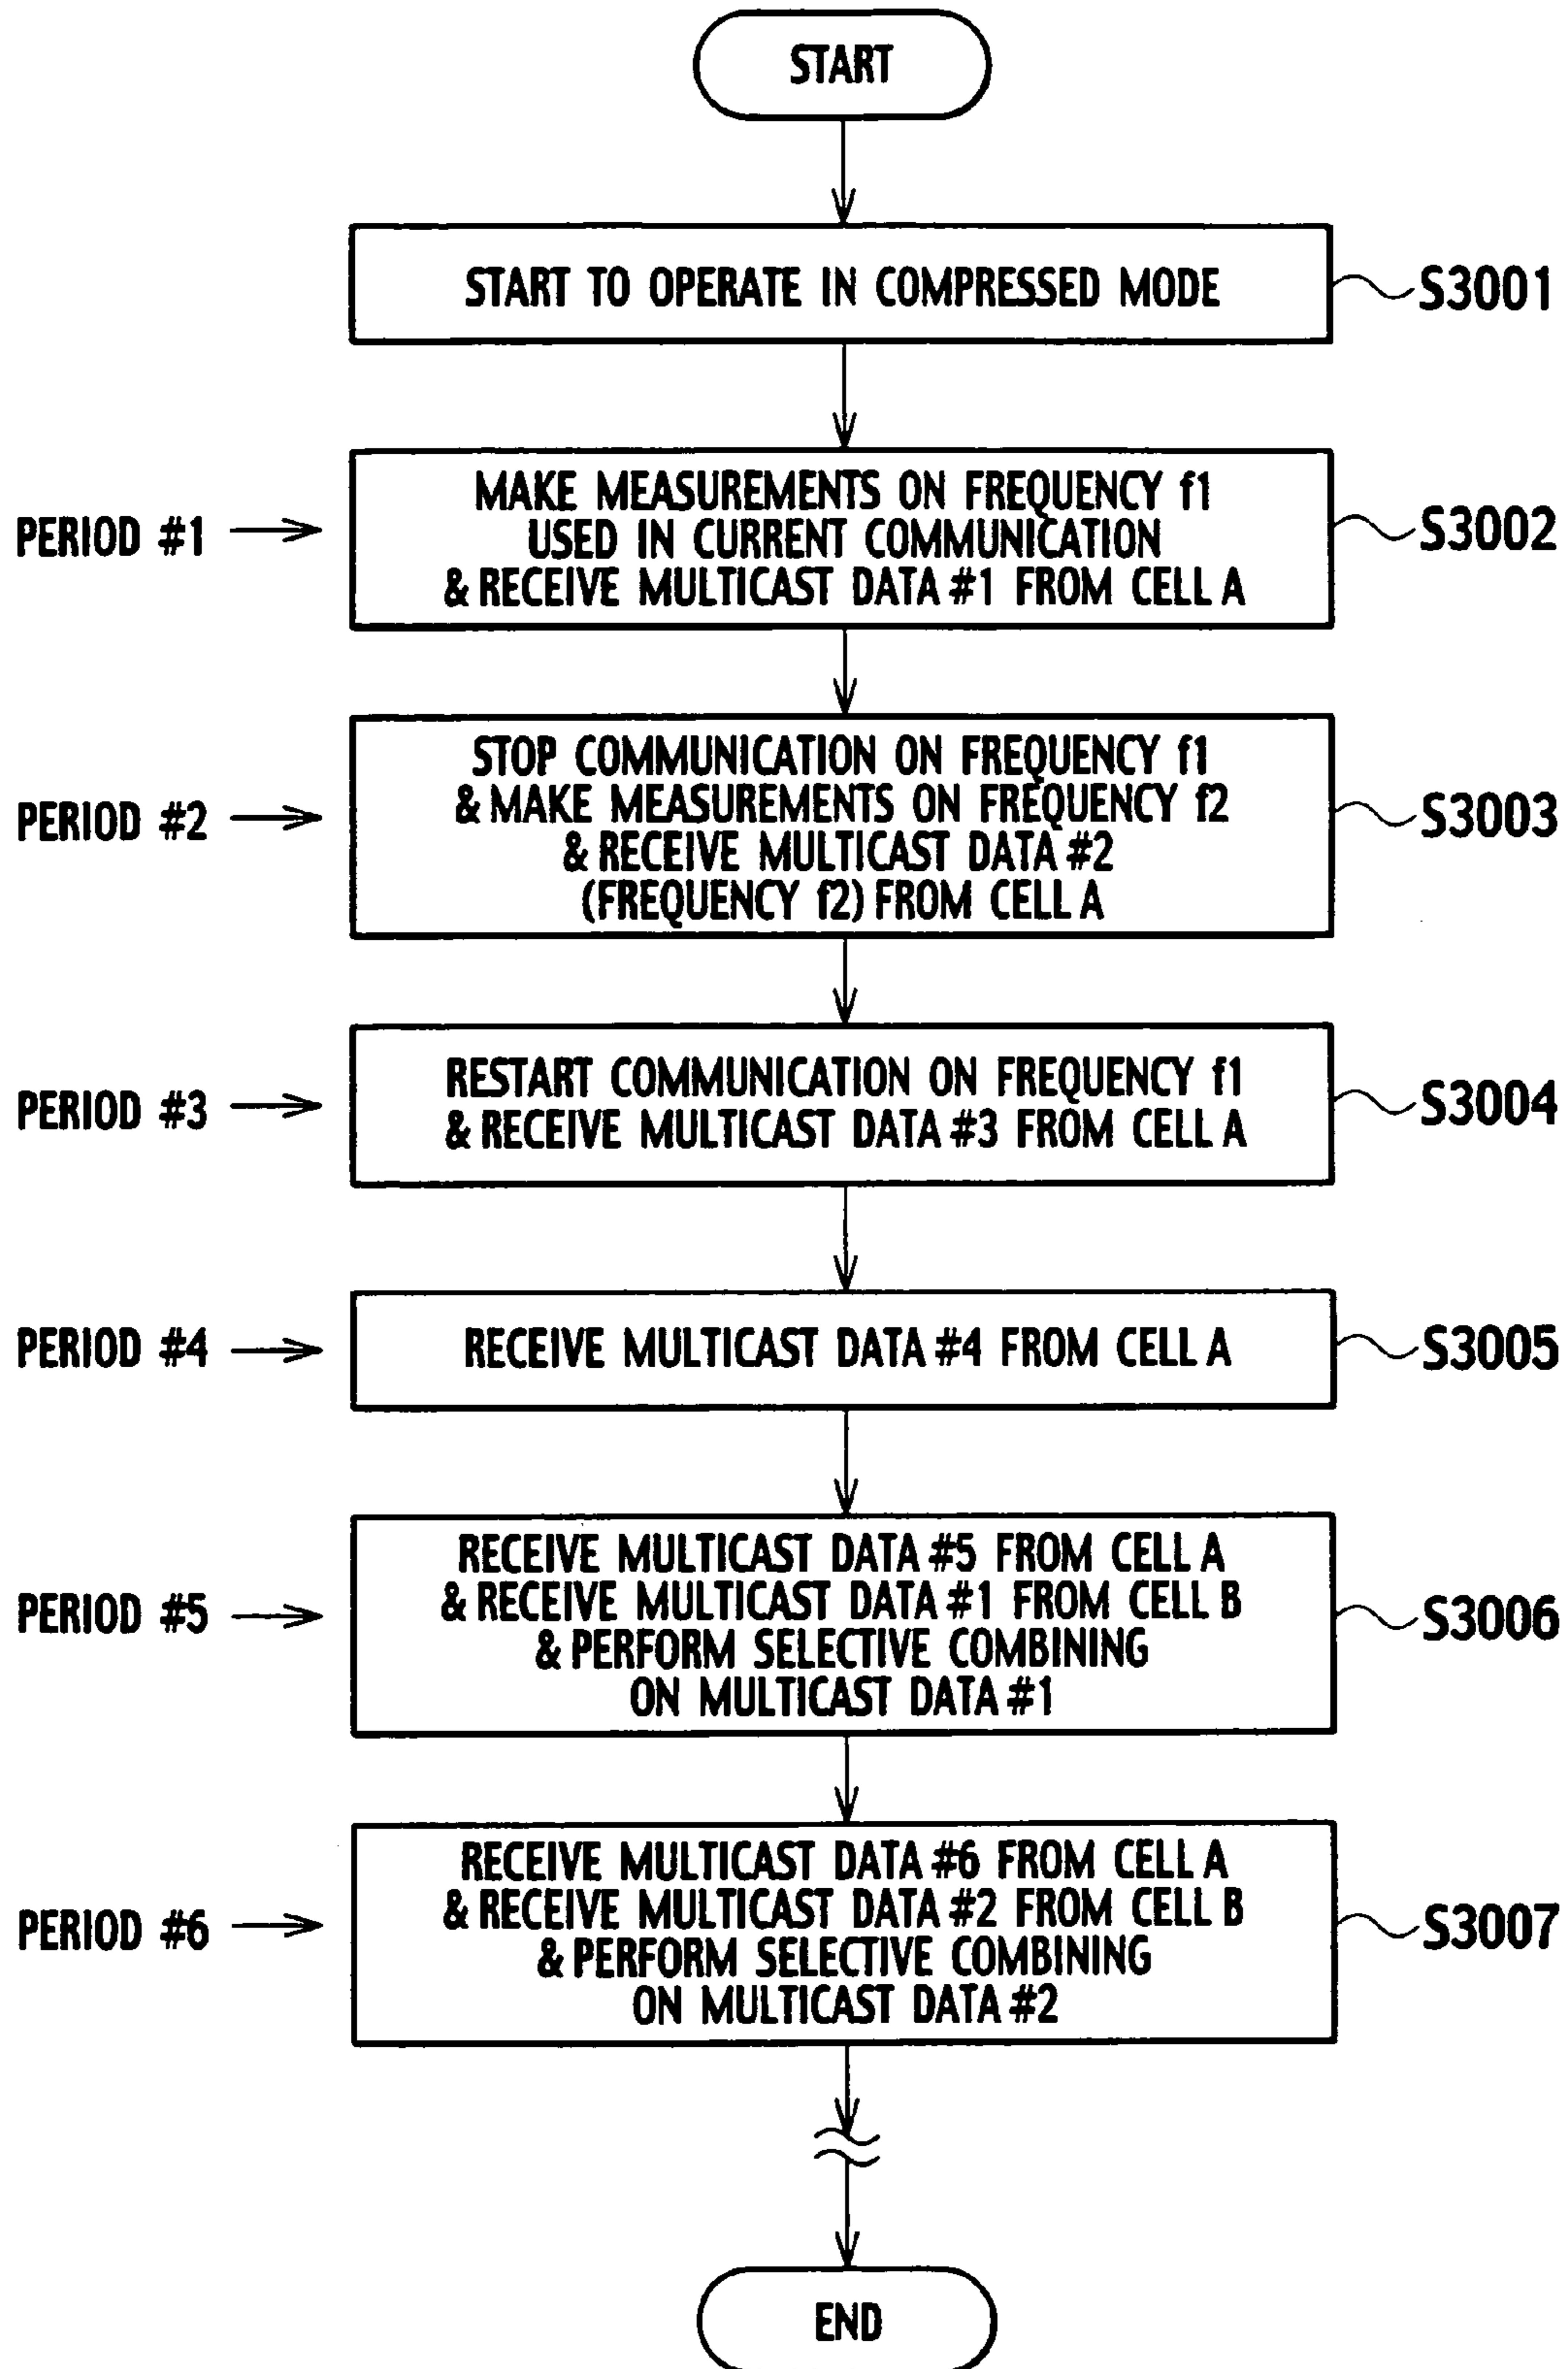 START
START TO OPERATE IN COMPRESSED MODE
S3001
PERIOD #1
MAKE MEASUREMENTS ON FREQUENCY f1
USED IN CURRENT COMMUNICATION
& RECEIVE MULTICAST DATA #1 FROM CELL A
S3002
PERIOD #2
STOP COMMUNICATION ON FREQUENCY f1
& MAKE MEASUREMENTS ON FREQUENCY f2
& RECEIVE MULTICAST DATA #2
(FREQUENCY f2) FROM CELL A
S3003
PERIOD #3
RESTART COMMUNICATION ON FREQUENCY f1
& RECEIVE MULTICAST DATA #3 FROM CELL A
S3004
PERIOD #4
RECEIVE MULTICAST DATA #4 FROM CELL A
S3005
PERIOD #5
RECEIVE MULTICAST DATA #5 FROM CELL A
& RECEIVE MULTICAST DATA #1 FROM CELL B
& PERFORM SELECTIVE COMBINING
ON MULTICAST DATA #1
S3006
PERIOD #6
RECEIVE MULTICAST DATA #6 FROM CELL A
& RECEIVE MULTICAST DATA #2 FROM CELL B
& PERFORM SELECTIVE COMBINING
ON MULTICAST DATA #2
S3007
END